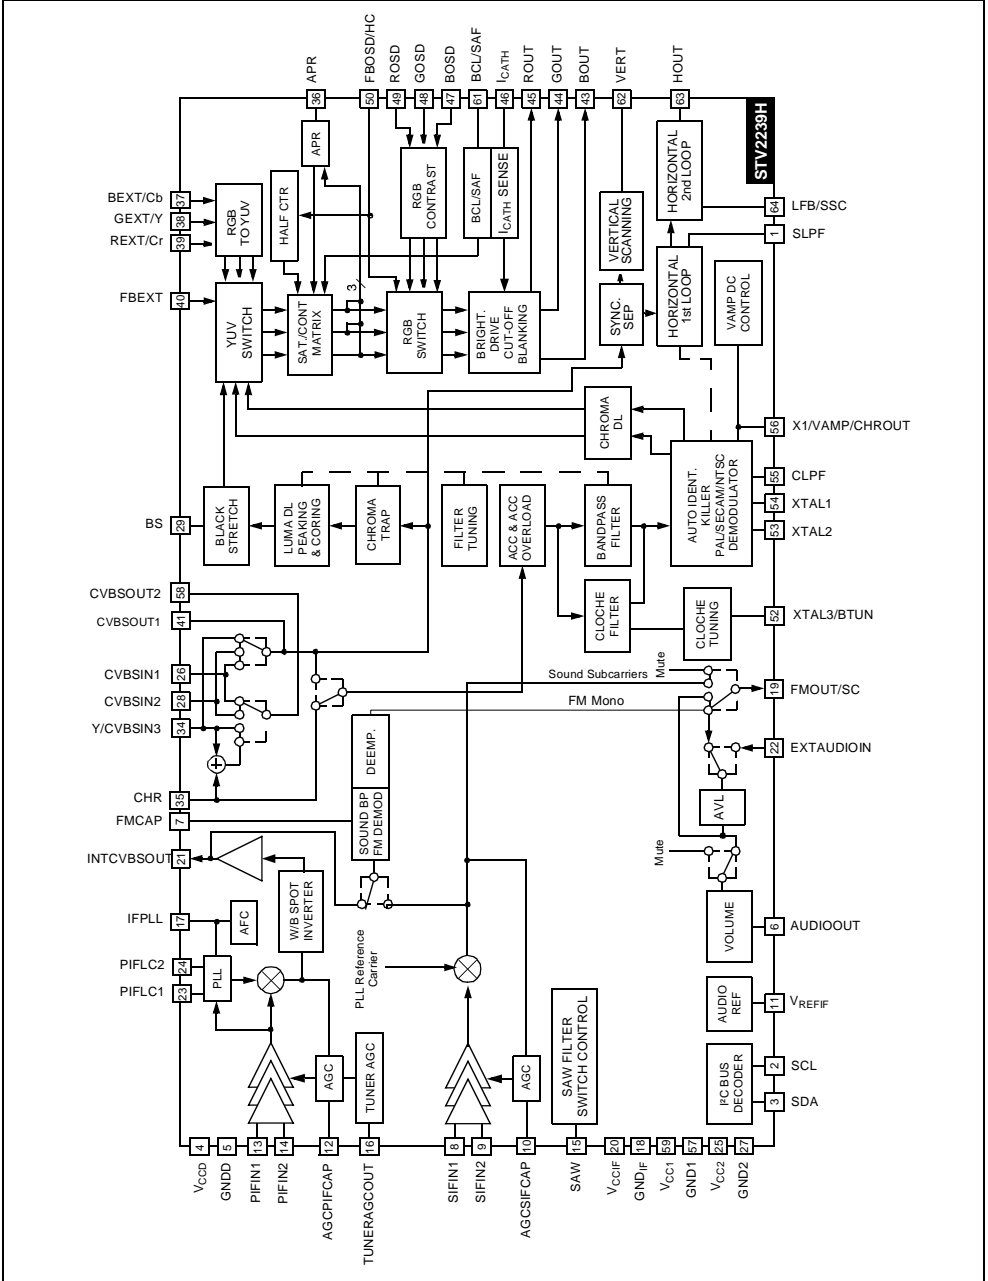 APR
FBOSD/HC
ROSD
GOSD
BOSD
BCL/SAF
ICATH
ROUT
GOUT
BOUT
VERT
HOUT
36
50
49
48
47
61
46
45
44
43
62
63
STV2239H
BEXT/Cb
37
GEXT/Y
38
REXT/Cr
39
FBEXT
40
RGB
TO YUV
HALF CTR
APR
RGB
CONTRAST
BCL/SAF
ICATH SENSE
VERTICAL
SCANNING
HORIZONTAL
2nd LOOP
64
LFB/SSC
1
SLPF
YUV
SWITCH
SAT./CONT
MATRIX
3
RGB
SWITCH
BRIGHT.
DRIVE
CUT-OFF
BLANKING
SYNC.
SEP
HORIZONTAL
1st LOOP
VAMP DC
CONTROL
CHROMA
DL
56
X1/VAMP/CHROUT
55
CLPF
54
XTAL1
53
XTAL2
BS
29
BLACK
STRETCH
LUMA DL
PEAKING
& CORING
CHROMA
TRAP
FILTER
TUNING
ACC & ACC
OVERLOAD
BANDPASS
FILTER
AUTO IDENT.
KILLER
PAL/SECAM/NTSC
DEMODULATOR
CLOCHE
FILTER
CLOCHE
TUNING
52
XTAL3/BTUN
CVBSOUT2
58
CVBSOUT1
41
CVBSIN1
26
CVBSIN2
28
Y/CVBSIN3
34
CHR
35
FMCAP
7
INTCVBSOUT
21
Sound Subcarriers
Mute
FM Mono
19
FMOUT/SC
22
EXTAUDIOIN
DEEMP.
SOUND BP
FM DEMOD
AVL
Mute
VOLUME
6
AUDIOOUT
IFPLL
17
AFC
W/B SPOT
INVERTER
PIFLC2
24
PIFLC1
23
PLL
PLL Reference
Carrier
AUDIO
REF
11
VREFIF
AGC
TUNER AGC
AGC
SAW FILTER
SWITCH CONTROL
I²C BUS
DECODER
2
SCL
3
SDA
4
5
13
14
12
16
8
9
10
15
20
18
59
57
25
27
VCCD
GNDD
PIFIN1
PIFIN2
AGCPIFCAP
TUNERAGCOUT
SIFIN1
SIFIN2
AGCSIFCAP
SAW
VCCIF
GNDIF
VCC1
GND1
VCC2
GND2